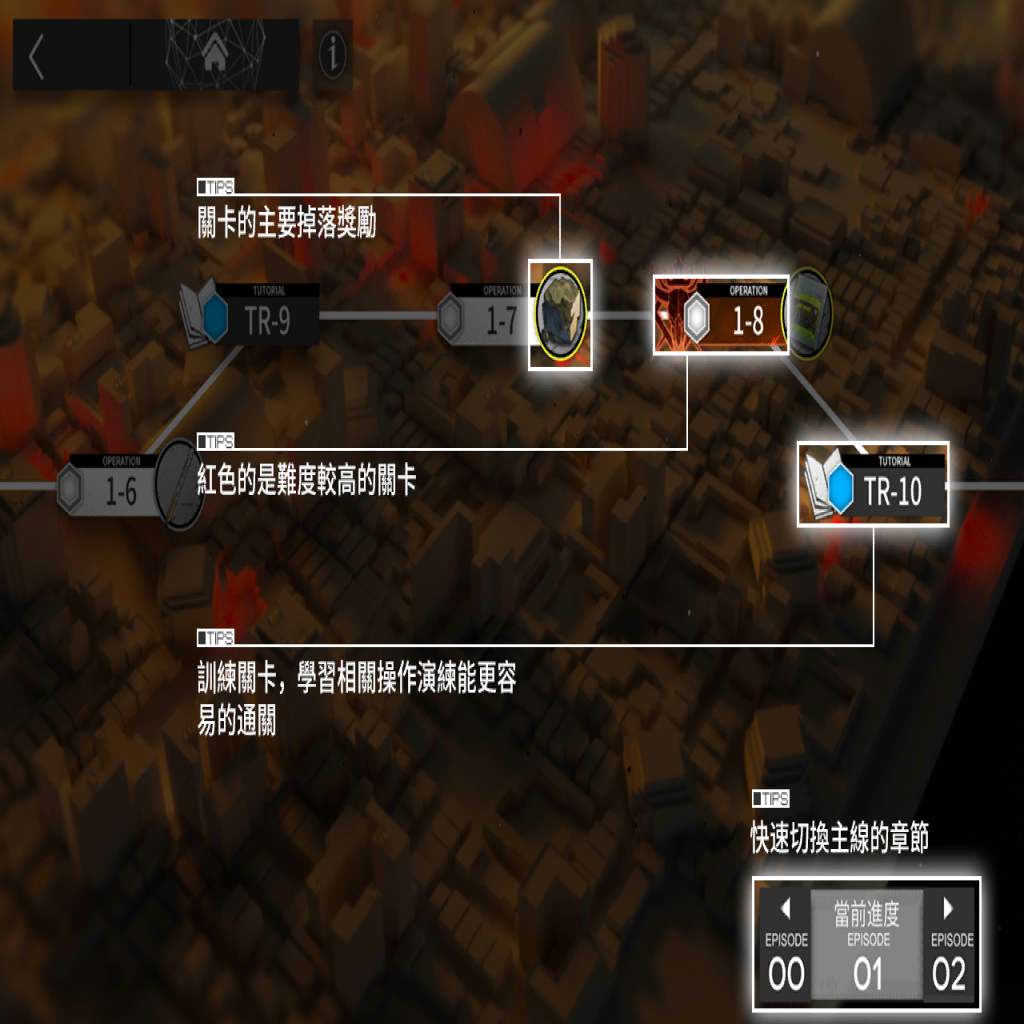 TIPS
關卡的主要掉落獎勵
TUTORIAL
TR-9
OPERATION
1-7
OPERATION
1-8
TIPS
紅色的是難度較高的關卡
OPERATION
1-6
TUTORIAL
TR-10
TIPS
訓練關卡，學習相關操作演練能更容
易的通關
TIPS
快速切換主線的章節
EPISODE
00
當前進度
EPISODE
01
EPISODE
02